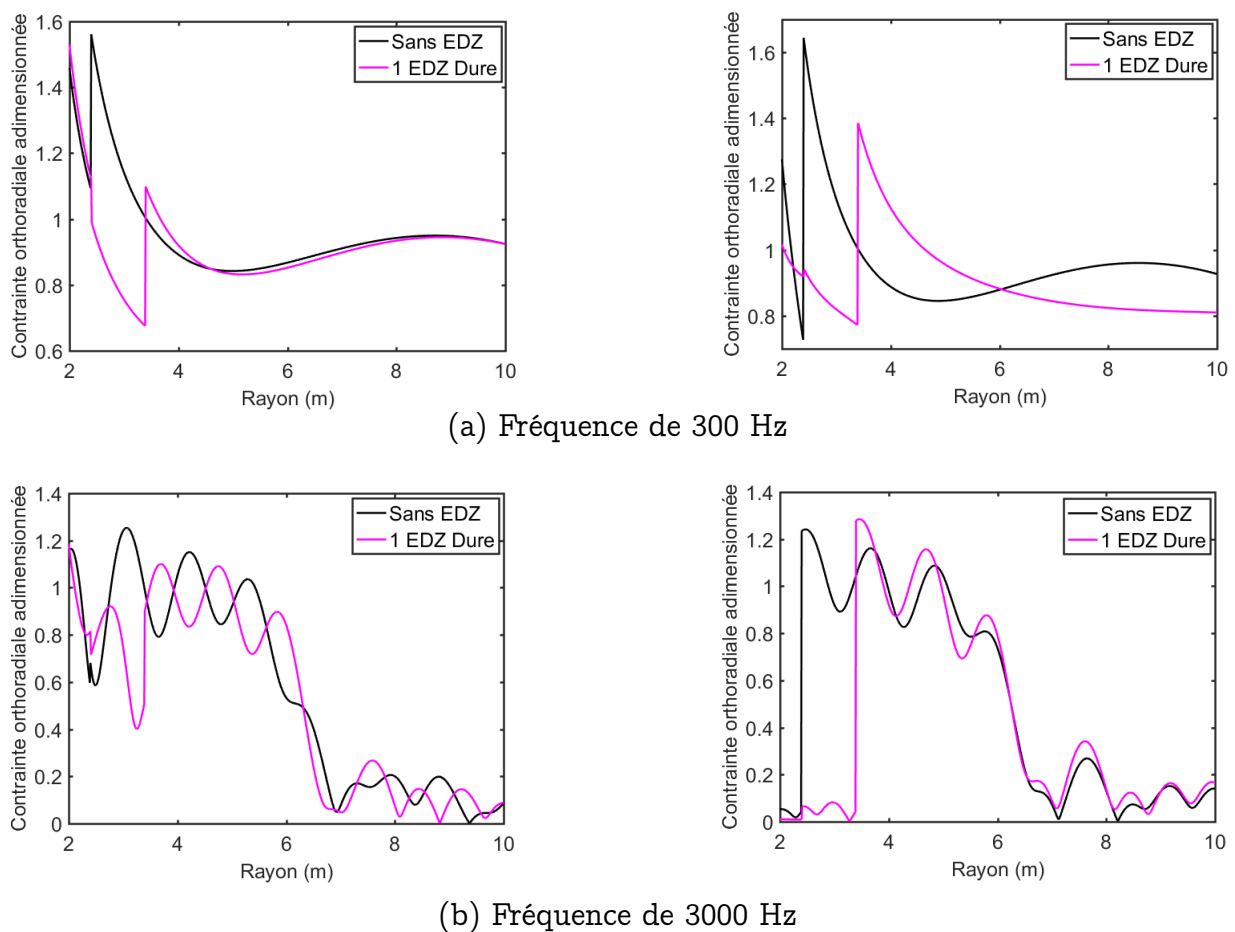 1.6
1.4
1.2
1
0.8
0.6
Contrainte orthoradiale adimensionnée
Sans EDZ
1 EDZ Dure
2
4
6
8
10
Rayon (m)
1.6
1.4
1.2
1
0.8
Contrainte orthoradiale adimensionnée
Sans EDZ
1 EDZ Dure
2
4
6
8
10
Rayon (m)
(a) Fréquence de 300 Hz
1.4
1.2
1
0.8
0.6
0.4
0.2
0
Contrainte orthoradiale adimensionnée
Sans EDZ
1 EDZ Dure
2
4
6
8
10
Rayon (m)
1.4
1.2
1
0.8
0.6
0.4
0.2
0
Contrainte orthoradiale adimensionnée
Sans EDZ
1 EDZ Dure
2
4
6
8
10
Rayon (m)
(b) Fréquence de 3000 Hz